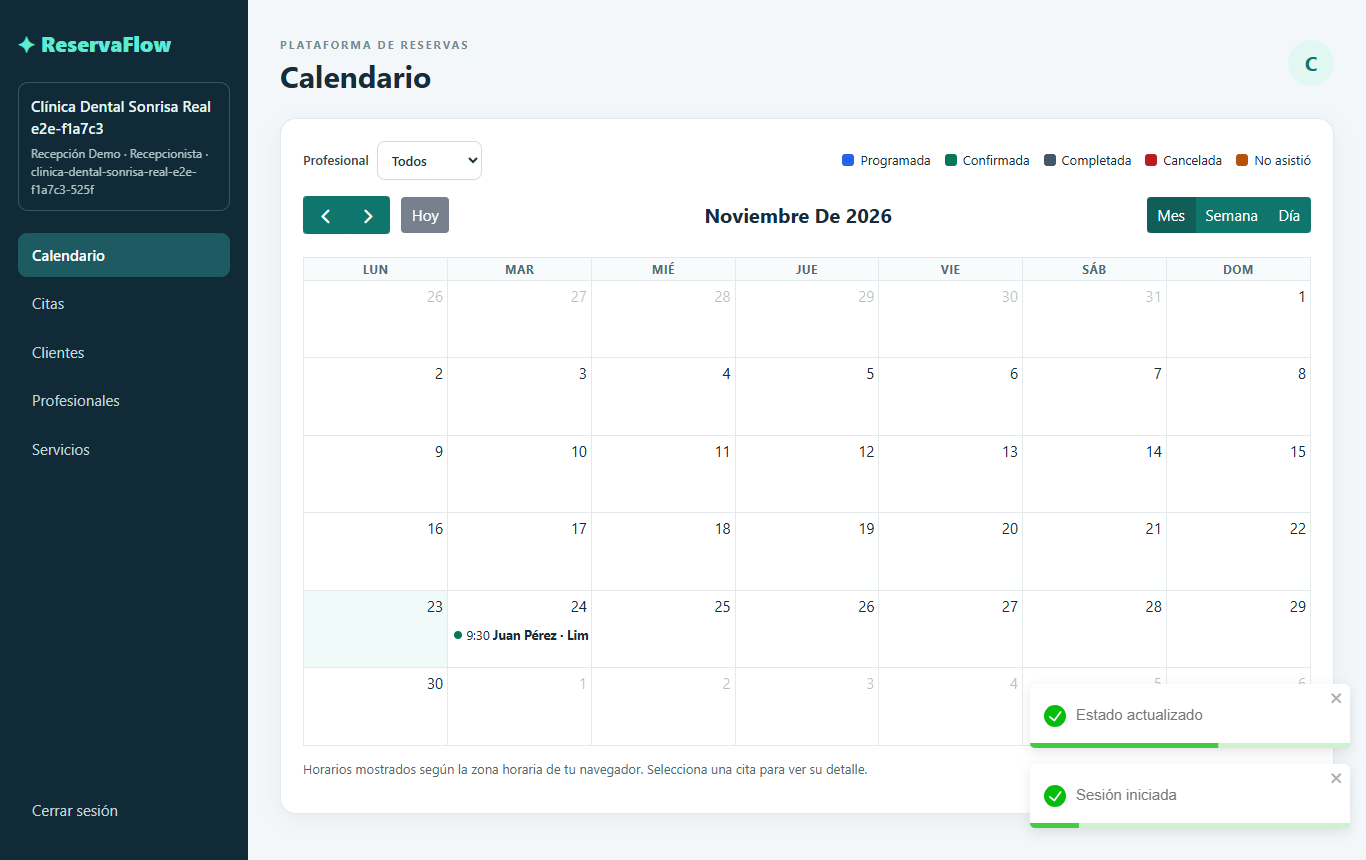 ReservaFlow
Clínica Dental Sonrisa Real
e2e-f1a7c3
Recepción Demo · Recepcionista ·
clinica-dental-sonrisa-real-e2e-
f1a7c3-525f
Calendario
Citas
Clientes
Profesionales
Servicios
Cerrar sesión
PLATAFORMA DE RESERVAS
Calendario
C
Profesional Todos
Programada Confirmada Completada Cancelada No asistió
Hoy
Noviembre De 2026
Mes Semana Día
LUN MAR MIÉ JUE VIE SÁB DOM
26 27 28 29 30 31 1
2 3 4 5 6 7 8
9 10 11 12 13 14 15
16 17 18 19 20 21 22
23 24 25 26 27 28 29
9:30 Juan Pérez · Lim
30 1 2 3 4 5 6
Horarios mostrados según la zona horaria de tu navegador. Selecciona una cita para ver su detalle.
Estado actualizado
Sesión iniciada